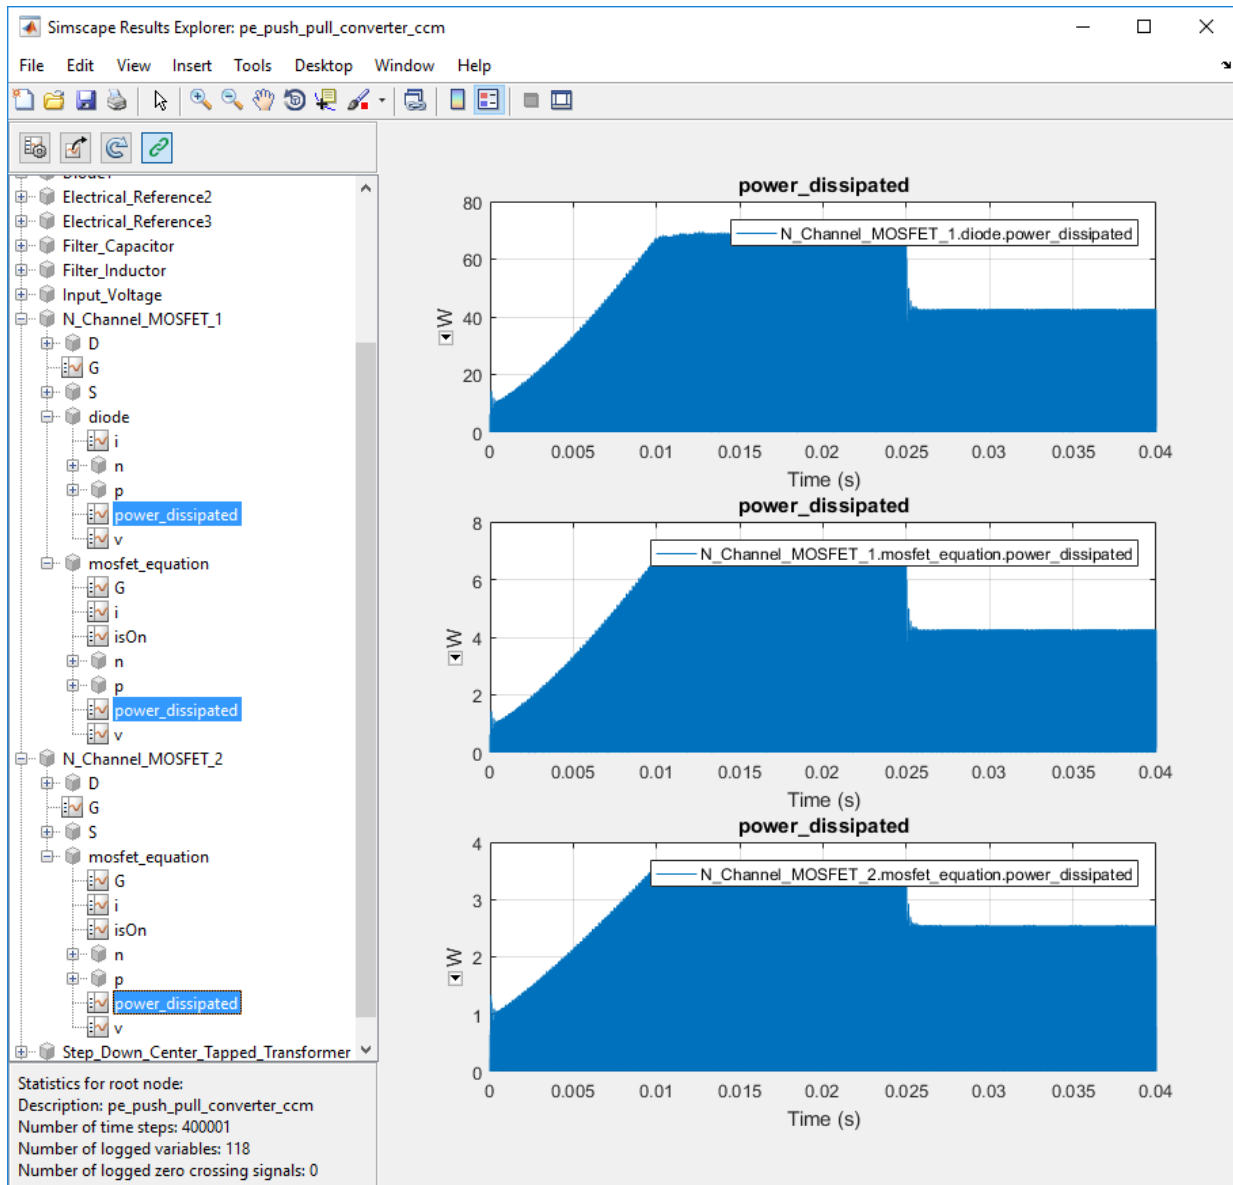 Simscape Results Explorer: pe_push_pull_converter_ccm
File Edit View Insert Tools Desktop Window Help
Diode1
Electrical_Reference2
Electrical_Reference3
Filter_Capacitor
Filter_Inductor
Input_Voltage
N_Channel_MOSFET_1
D
G
S
diode
i
n
p
power_dissipated
v
mosfet_equation
G
i
isOn
n
p
power_dissipated
v
N_Channel_MOSFET_2
D
G
S
mosfet_equation
G
i
isOn
n
p
power_dissipated
v
Step_Down_Center_Tapped_Transformer
Statistics for root node:
Description: pe_push_pull_converter_ccm
Number of time steps: 400001
Number of logged variables: 118
Number of logged zero crossing signals: 0
power_dissipated
N_Channel_MOSFET_1.diode.power_dissipated
80
60
40
20
0
W
0 0.005 0.01 0.015 0.02 0.025 0.03 0.035 0.04
Time (s)
power_dissipated
N_Channel_MOSFET_1.mosfet_equation.power_dissipated
8
6
4
2
0
W
0 0.005 0.01 0.015 0.02 0.025 0.03 0.035 0.04
Time (s)
power_dissipated
N_Channel_MOSFET_2.mosfet_equation.power_dissipated
4
3
2
1
0
W
0 0.005 0.01 0.015 0.02 0.025 0.03 0.035 0.04
Time (s)